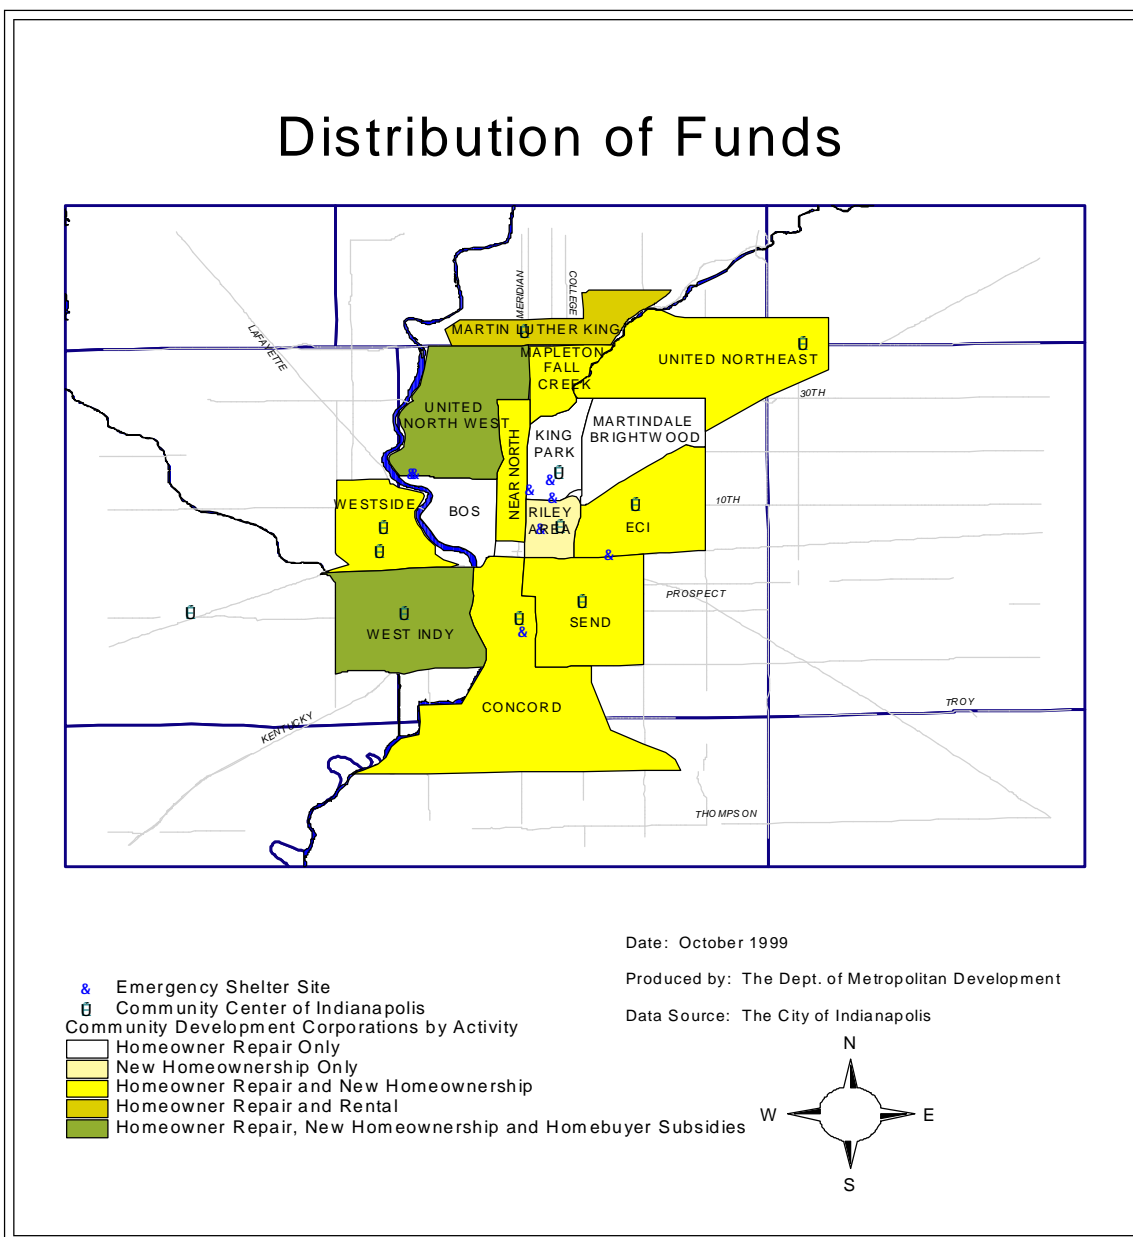 Distribution of Funds
MERIDIAN
COLLEGE
LAFAYETTE
MARTIN LUTHER KING
MAPLETON
FALL
CREEK
UNITED NORTHEAST
30TH
UNITED
NORTH WEST
NEAR NORTH
KING
PARK
MARTINDALE
BRIGHTWOOD
WESTSIDE
BOS
RILEY
AREA
ECI
10TH
PROSPECT
WEST INDY
SEND
CONCORD
KENTUCKY
TROY
THOMPSON
Date: October 1999
Produced by: The Dept. of Metropolitan Development
Data Source: The City of Indianapolis
& Emergency Shelter Site
Community Center of Indianapolis
Community Development Corporations by Activity
Homeowner Repair Only
New Homeownership Only
Homeowner Repair and New Homeownership
Homeowner Repair and Rental
Homeowner Repair, New Homeownership and Homebuyer Subsidies
N
W
E
S